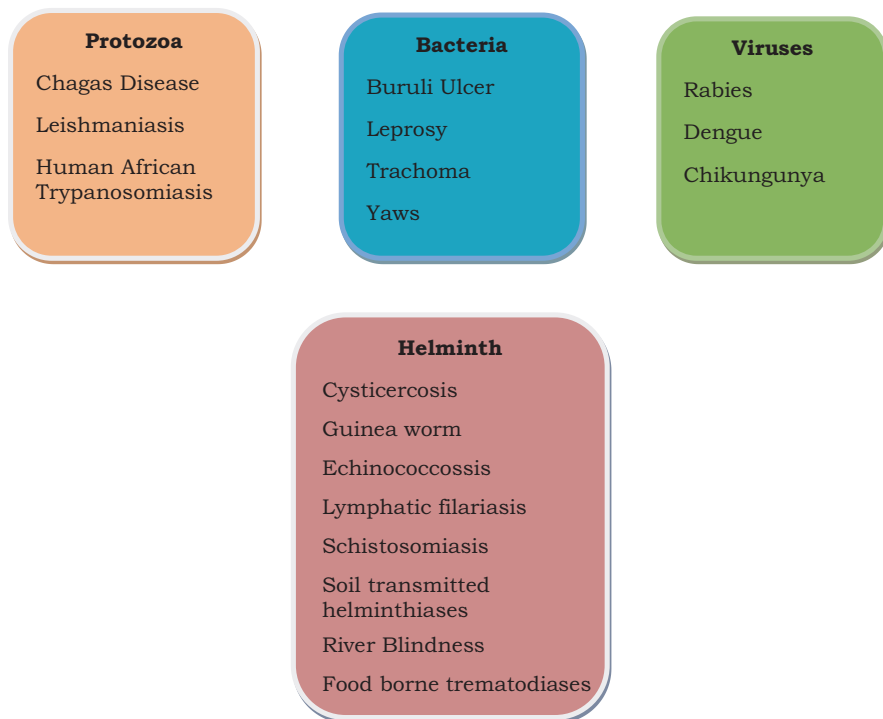 Protozoa
Chagas Disease
Leishmaniasis
Human African
Trypanosomiasis
Bacteria
Buruli Ulcer
Leprosy
Trachoma
Yaws
Viruses
Rabies
Dengue
Chikungunya
Helminth
Cysticercosis
Guinea worm
Echinococcossis
Lymphatic filariasis
Schistosomiasis
Soil transmitted
helminthiases
River Blindness
Food borne trematodiases